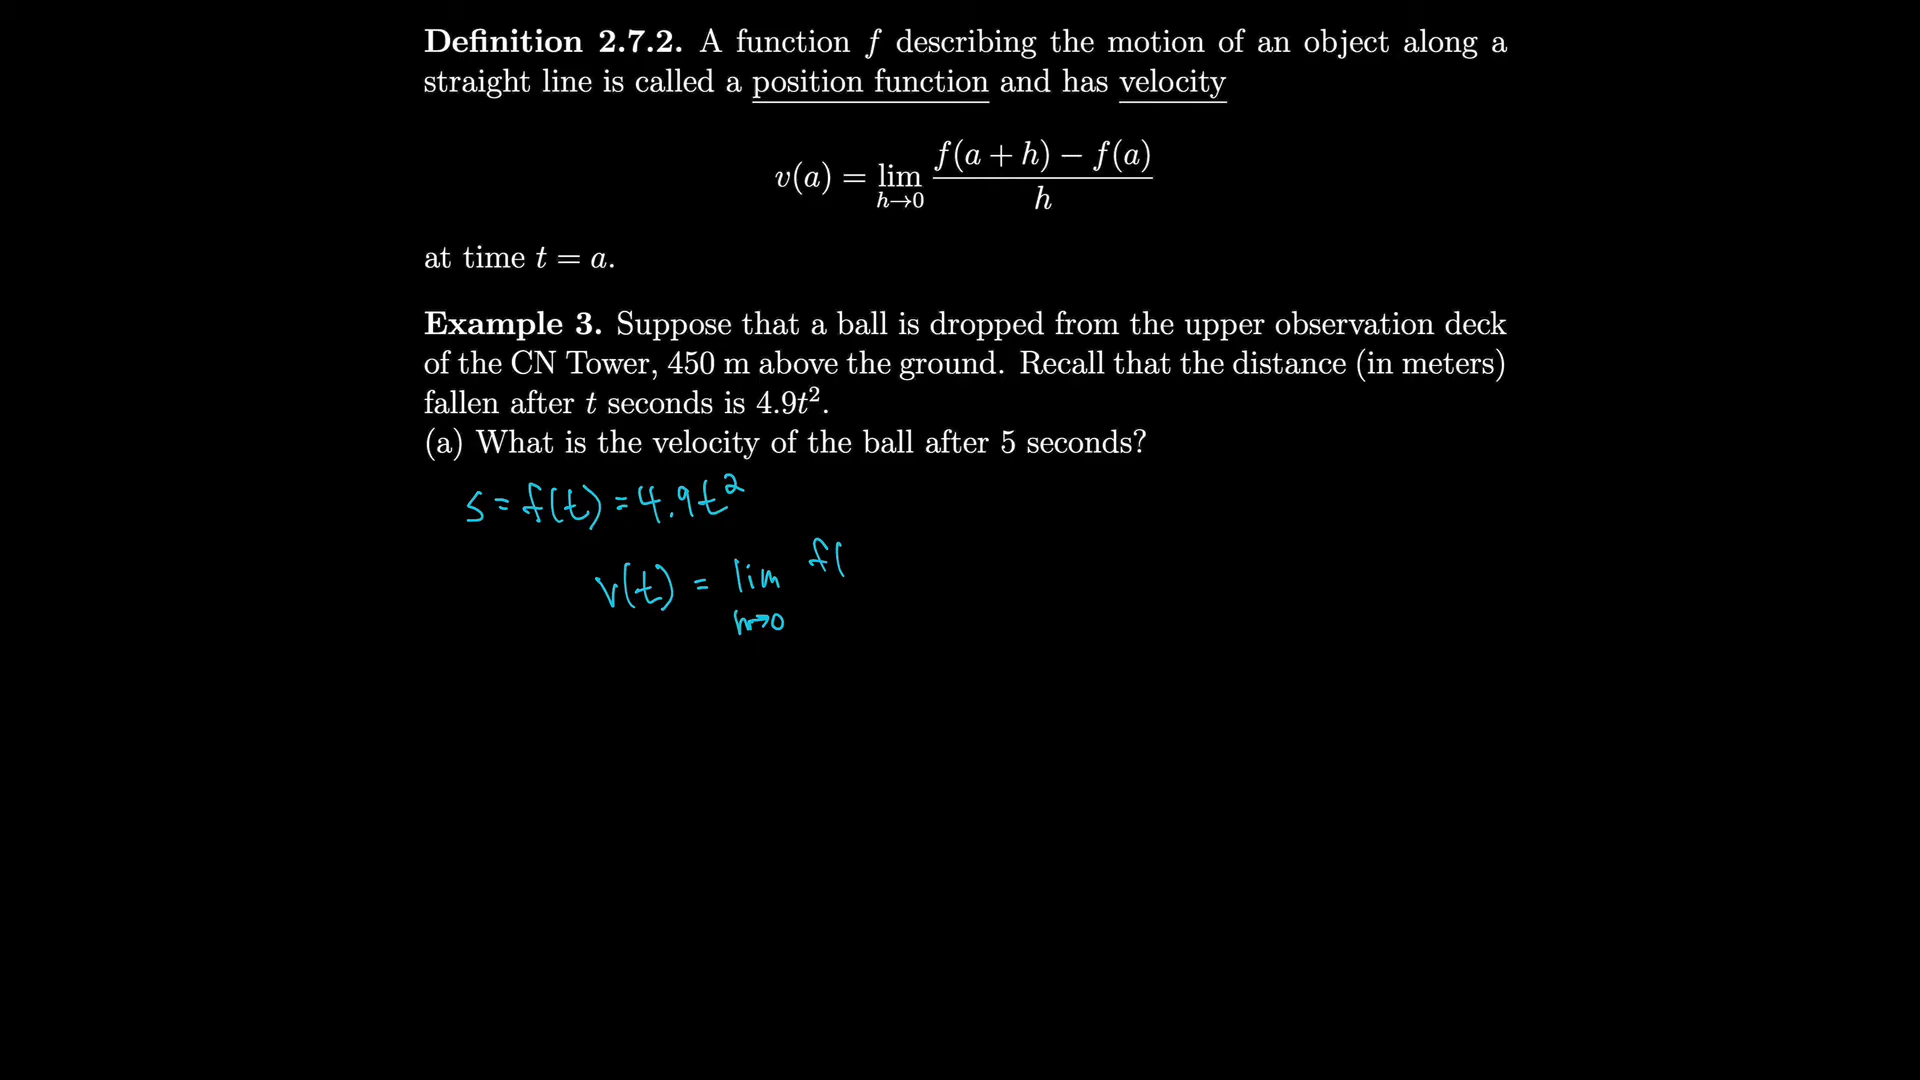 Definition 2.7.2. A function f describing the motion of an object along a
straight line is called a position function and has velocity
v(a) = lim h→0 f(a + h) − f(a) / h
at time t = a.
Example 3. Suppose that a ball is dropped from the upper observation deck
of the CN Tower, 450 m above the ground. Recall that the distance (in meters)
fallen after t seconds is 4.9t².
(a) What is the velocity of the ball after 5 seconds?
s = f(t) = 4.9t²
v(t) = lim h→0 f(